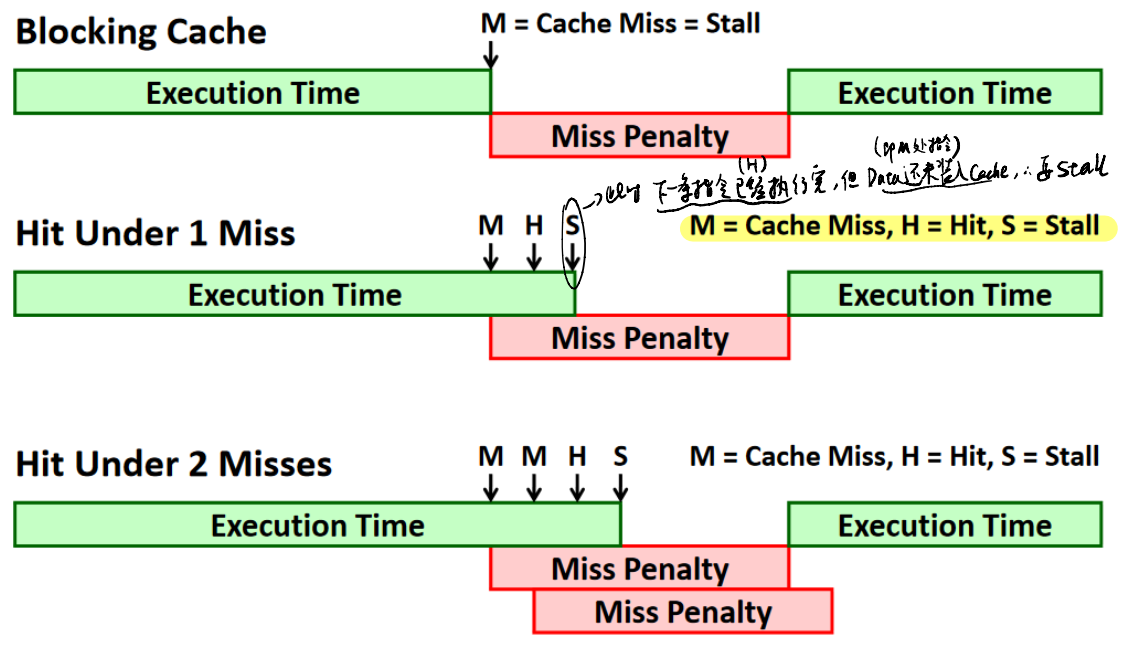 Blocking Cache
M = Cache Miss = Stall
Execution Time
Execution Time
Miss Penalty
(H)
(即M处指令)
此时 下一条指令已经执行完,但 Data还未装入Cache,∴要Stall
Hit Under 1 Miss
M H S
M = Cache Miss, H = Hit, S = Stall
Execution Time
Execution Time
Miss Penalty
Hit Under 2 Misses
M M H S
M = Cache Miss, H = Hit, S = Stall
Execution Time
Execution Time
Miss Penalty
Miss Penalty